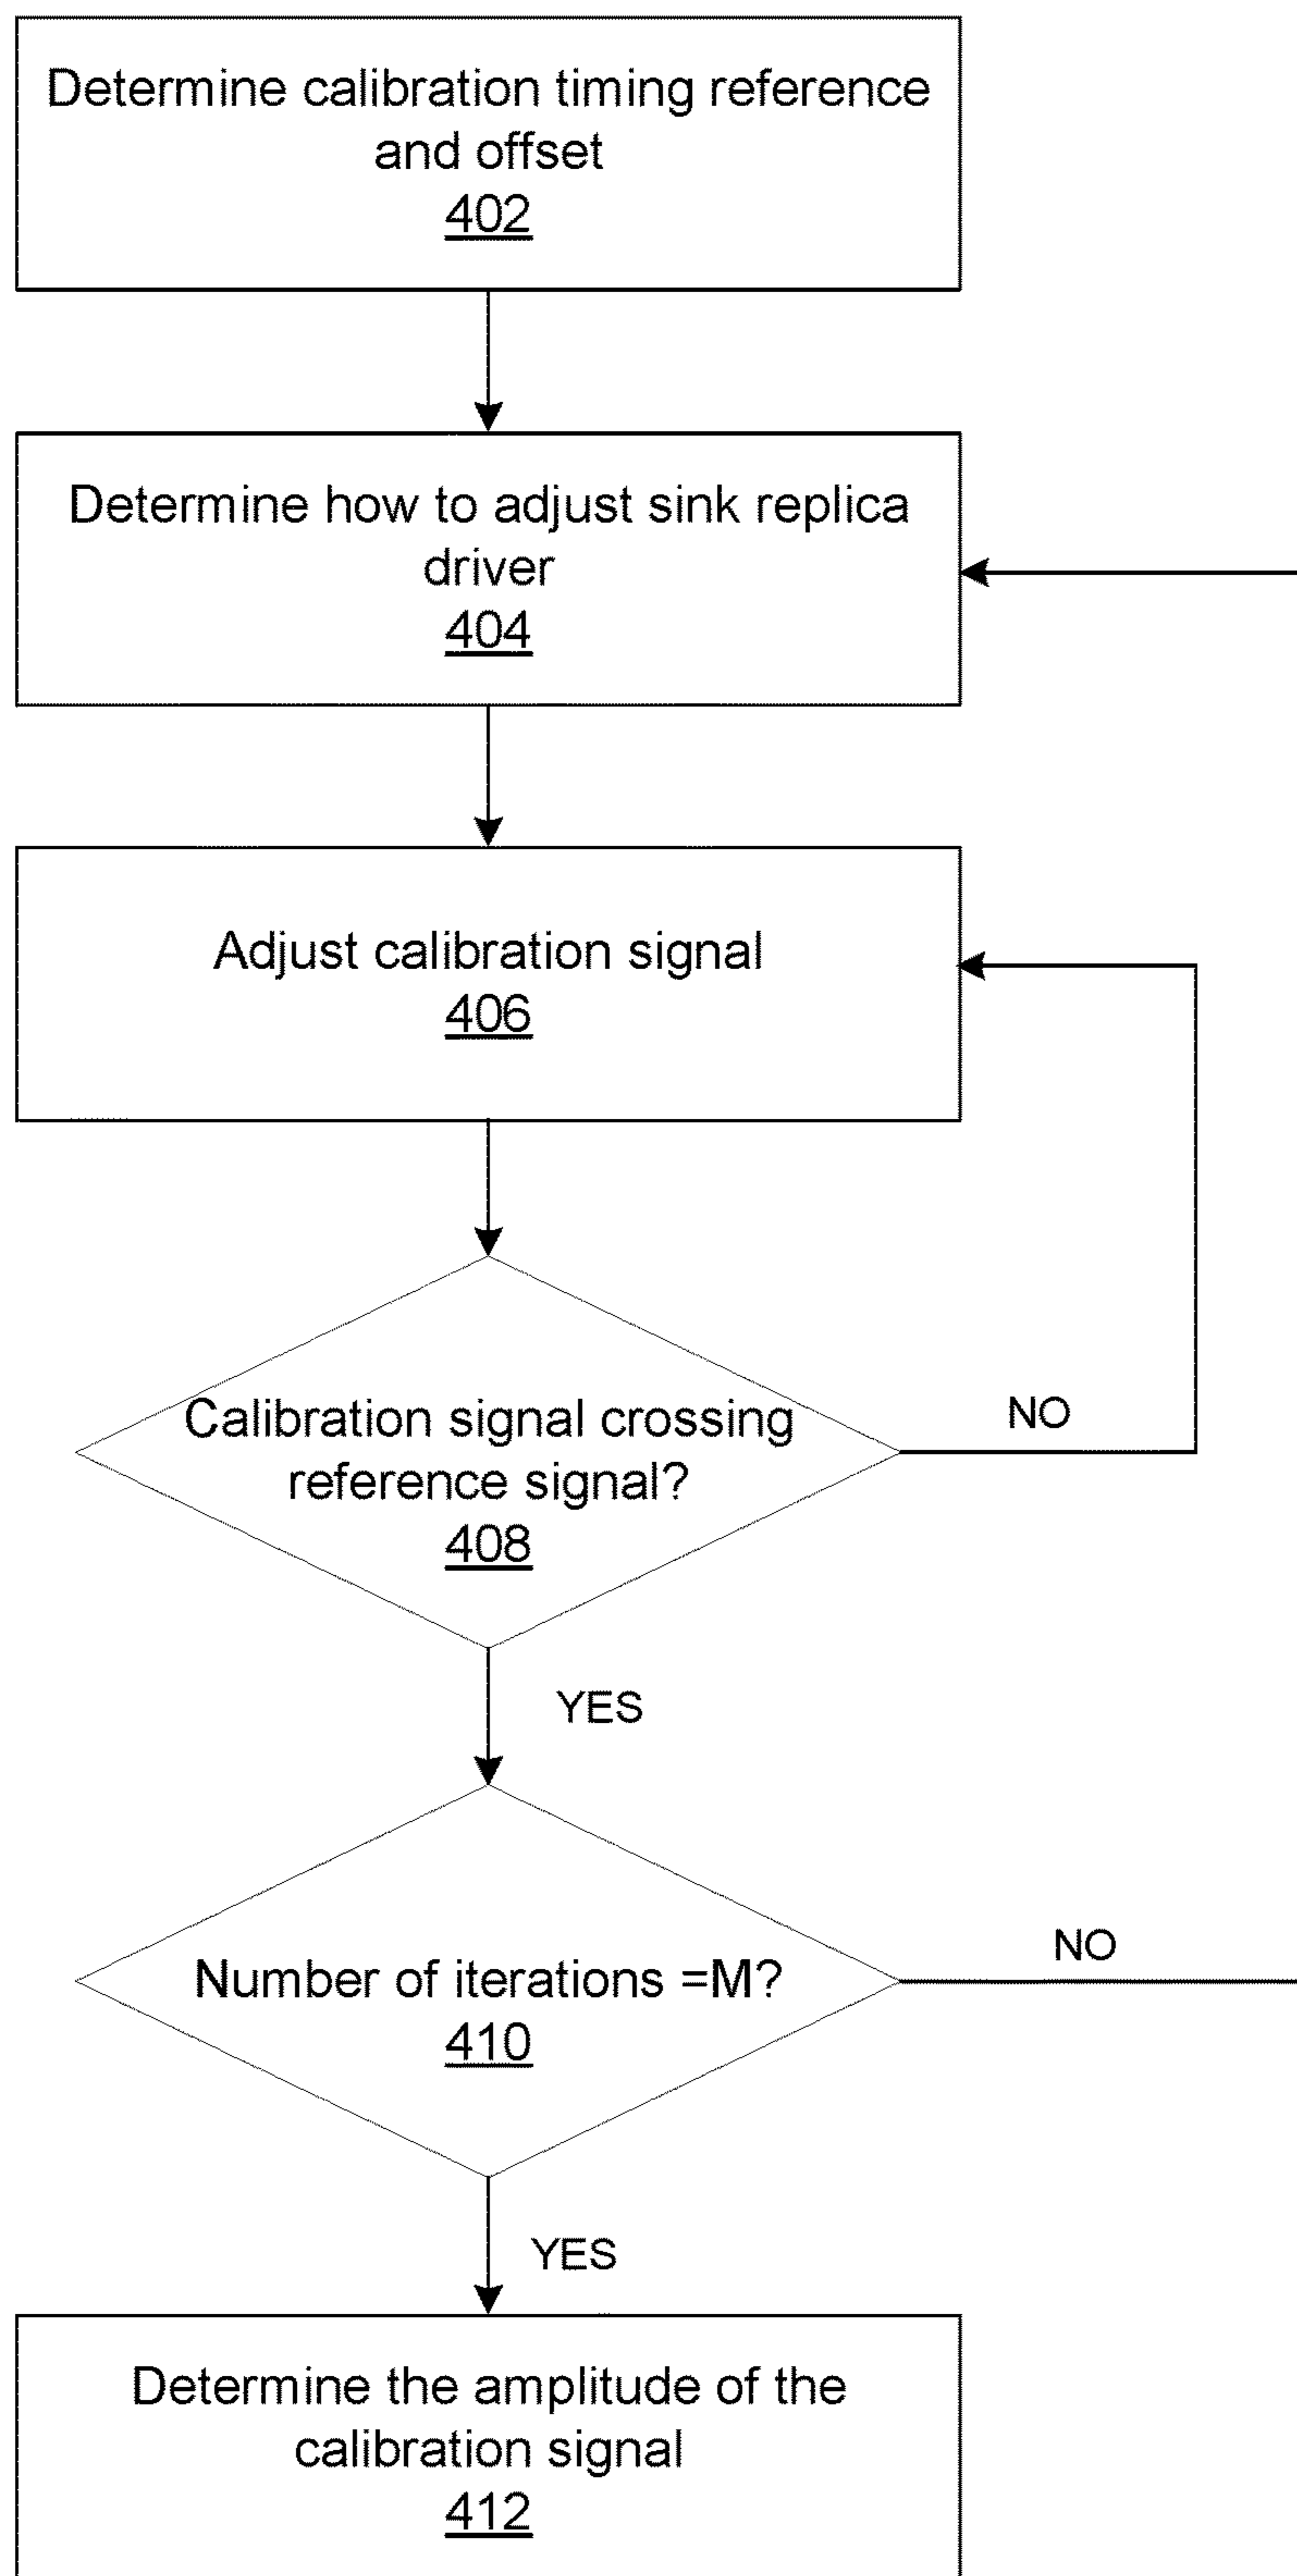 Determine calibration timing reference
and offset
402
Determine how to adjust sink replica
driver
404
Adjust calibration signal
406
Calibration signal crossing
reference signal?
408
NO
YES
Number of iterations =M?
410
NO
YES
Determine the amplitude of the
calibration signal
412